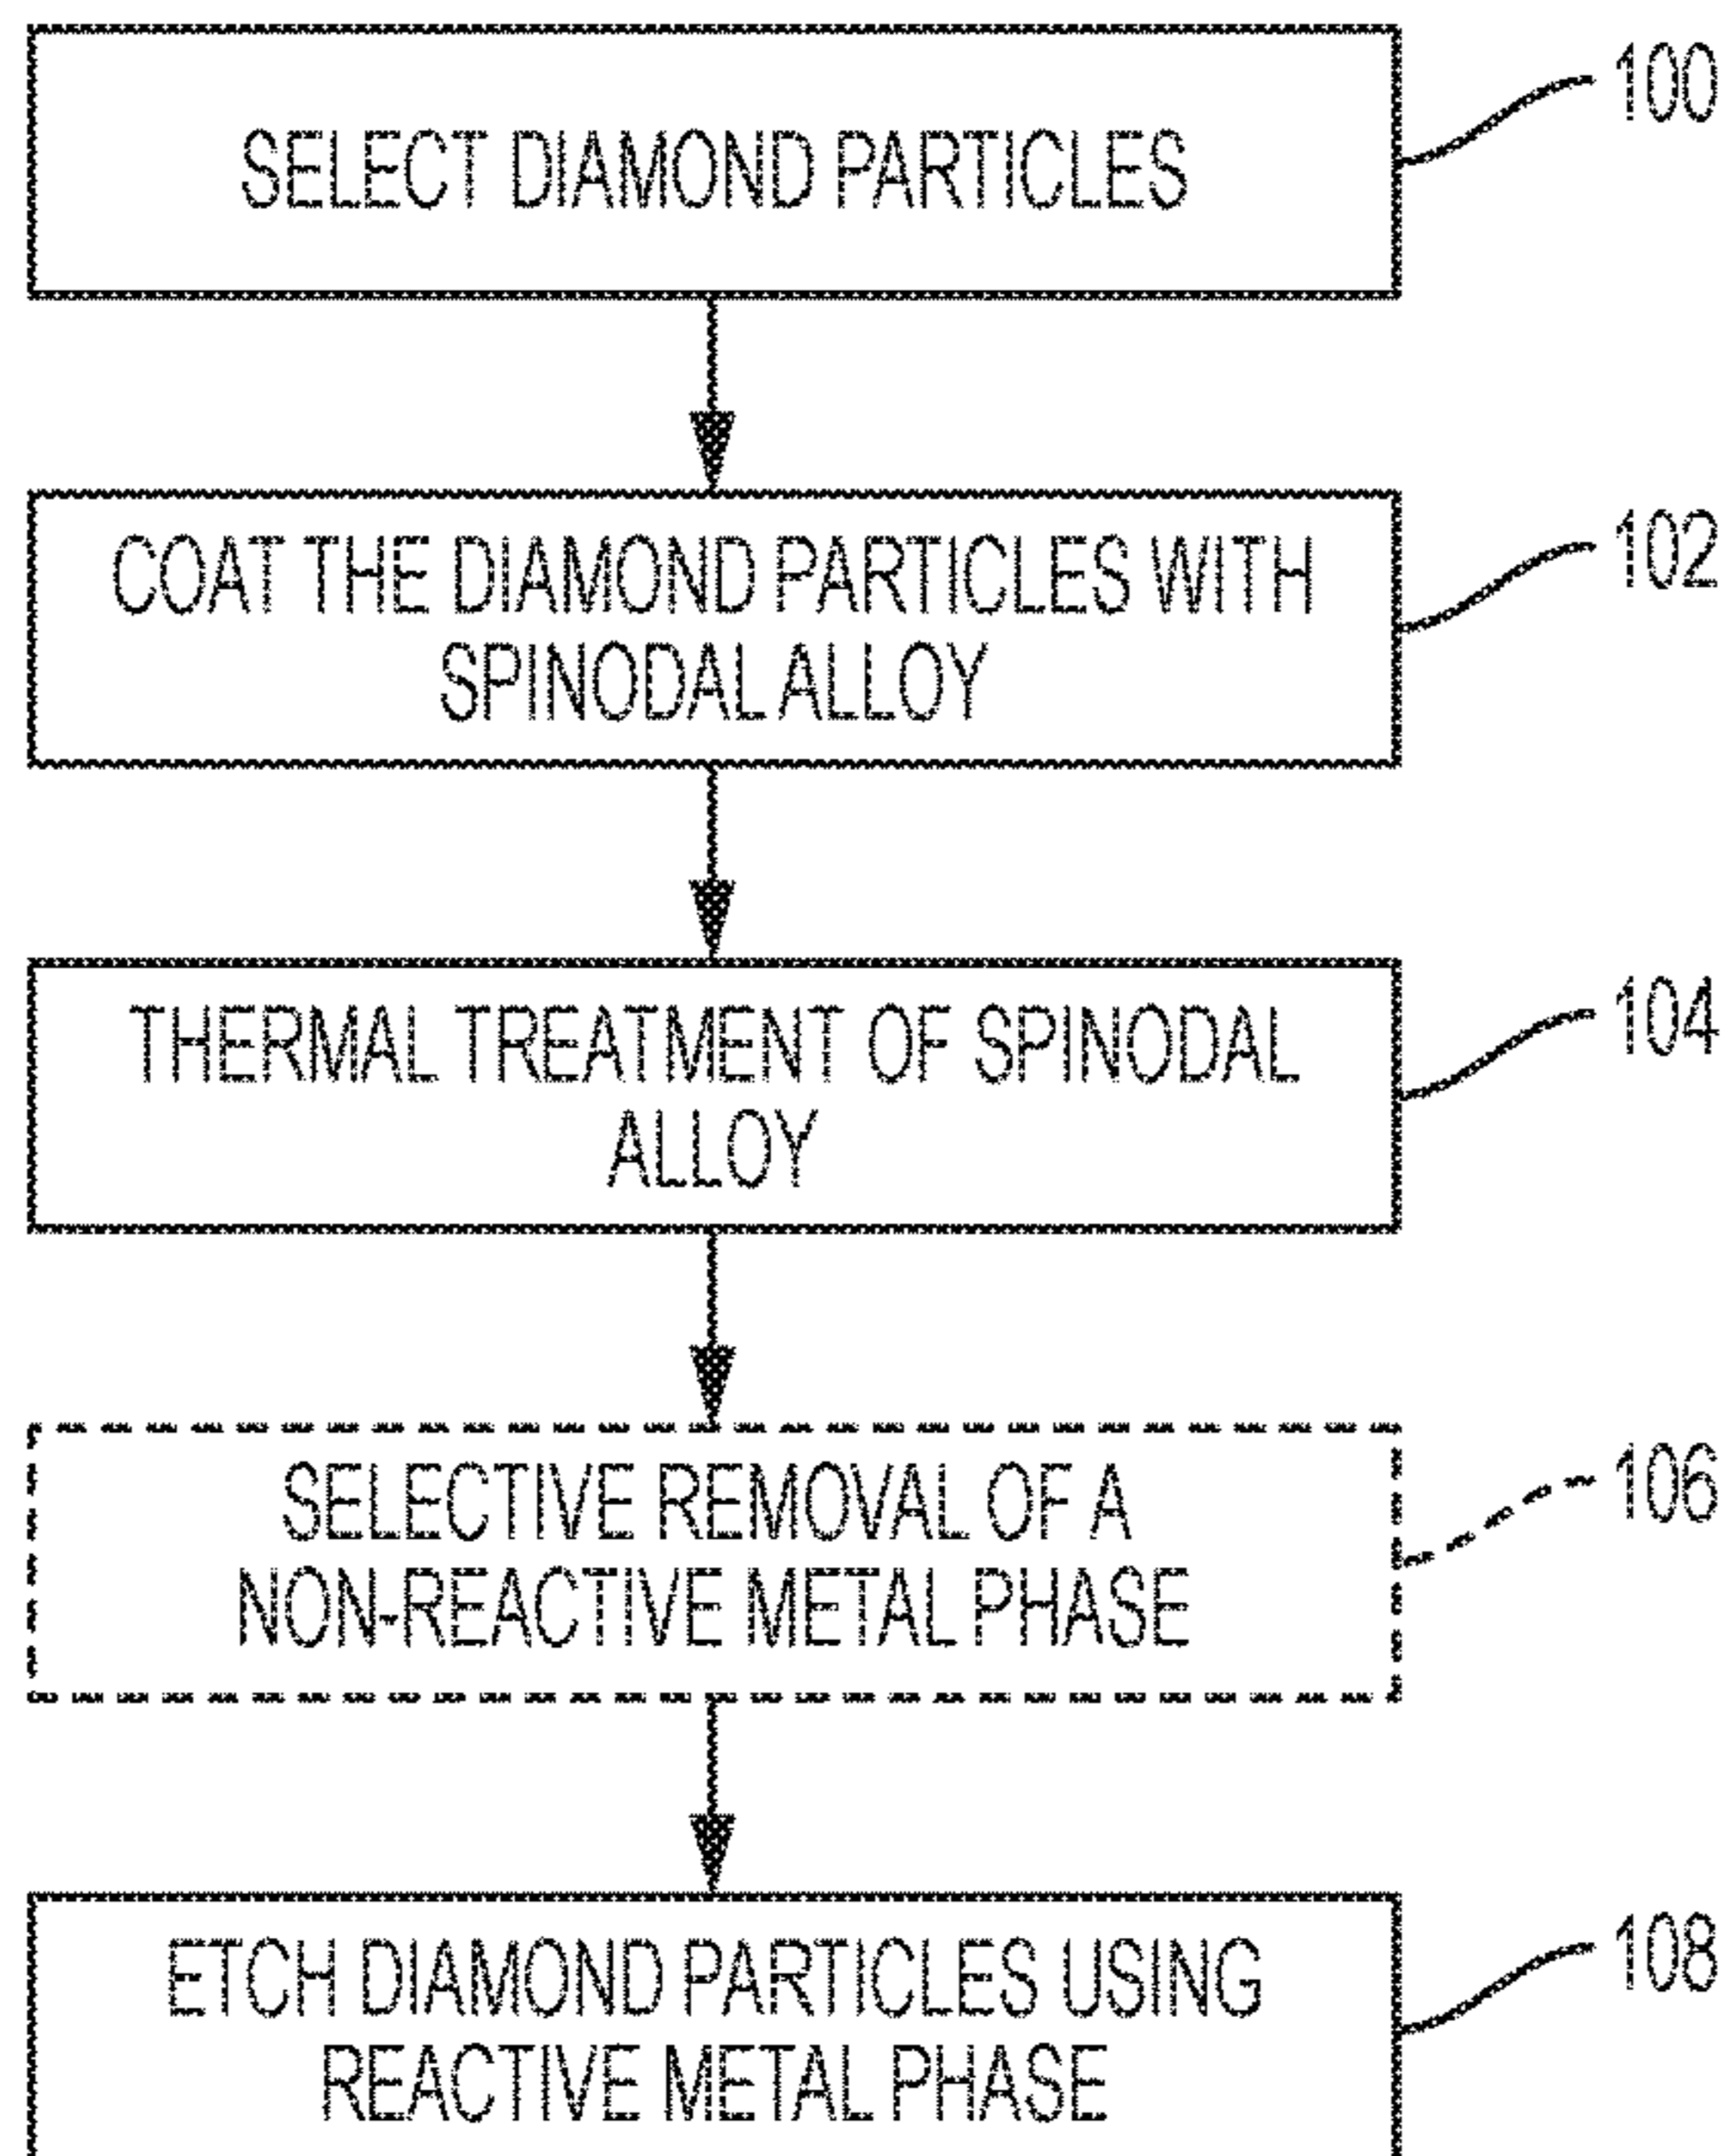 SELECT DIAMOND PARTICLES
100
COAT THE DIAMOND PARTICLES WITH
SPINODAL ALLOY
102
THERMAL TREATMENT OF SPINODAL
ALLOY
104
SELECTIVE REMOVAL OF A
NON-REACTIVE METAL PHASE
106
ETCH DIAMOND PARTICLES USING
REACTIVE METAL PHASE
108